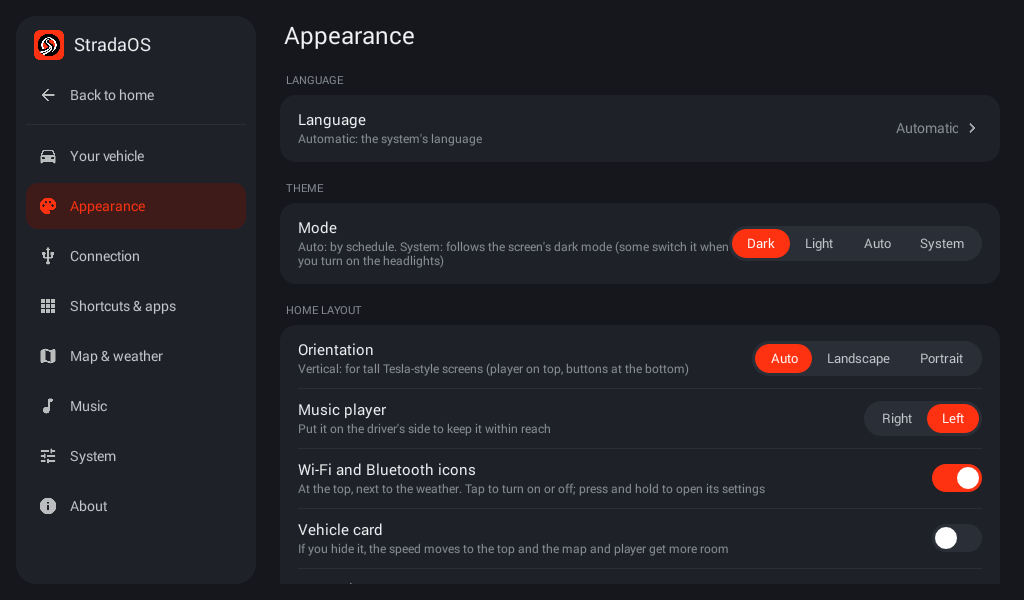 StradaOS
Back to home
Your vehicle
Appearance
Connection
Shortcuts & apps
Map & weather
Music
System
About
Appearance
LANGUAGE
Language
Automatic: the system's language
Automatic
THEME
Mode
Auto: by schedule. System: follows the screen's dark mode (some switch it when
you turn on the headlights)
Dark Light Auto System
HOME LAYOUT
Orientation
Vertical: for tall Tesla-style screens (player on top, buttons at the bottom)
Auto Landscape Portrait
Music player
Put it on the driver's side to keep it within reach
Right Left
Wi-Fi and Bluetooth icons
At the top, next to the weather. Tap to turn on or off; press and hold to open its settings
Vehicle card
If you hide it, the speed moves to the top and the map and player get more room